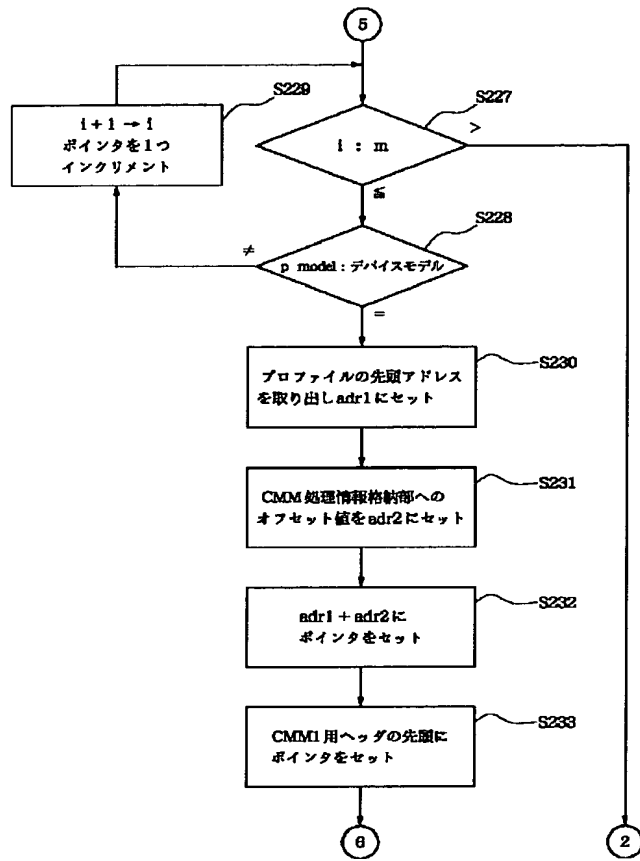 5
S229
i + 1 → i
ポインタを1つ
インクリメント
S227
i : m
>
≦
S228
≠
p model : デバイスモデル
=
S230
プロファイルの先頭アドレス
を取り出しadr1にセット
S231
CMM処理情報格納部への
オフセット値をadr2にセット
S232
adr1 + adr2に
ポインタをセット
S233
CMM1用ヘッダの先頭に
ポインタをセット
6
2